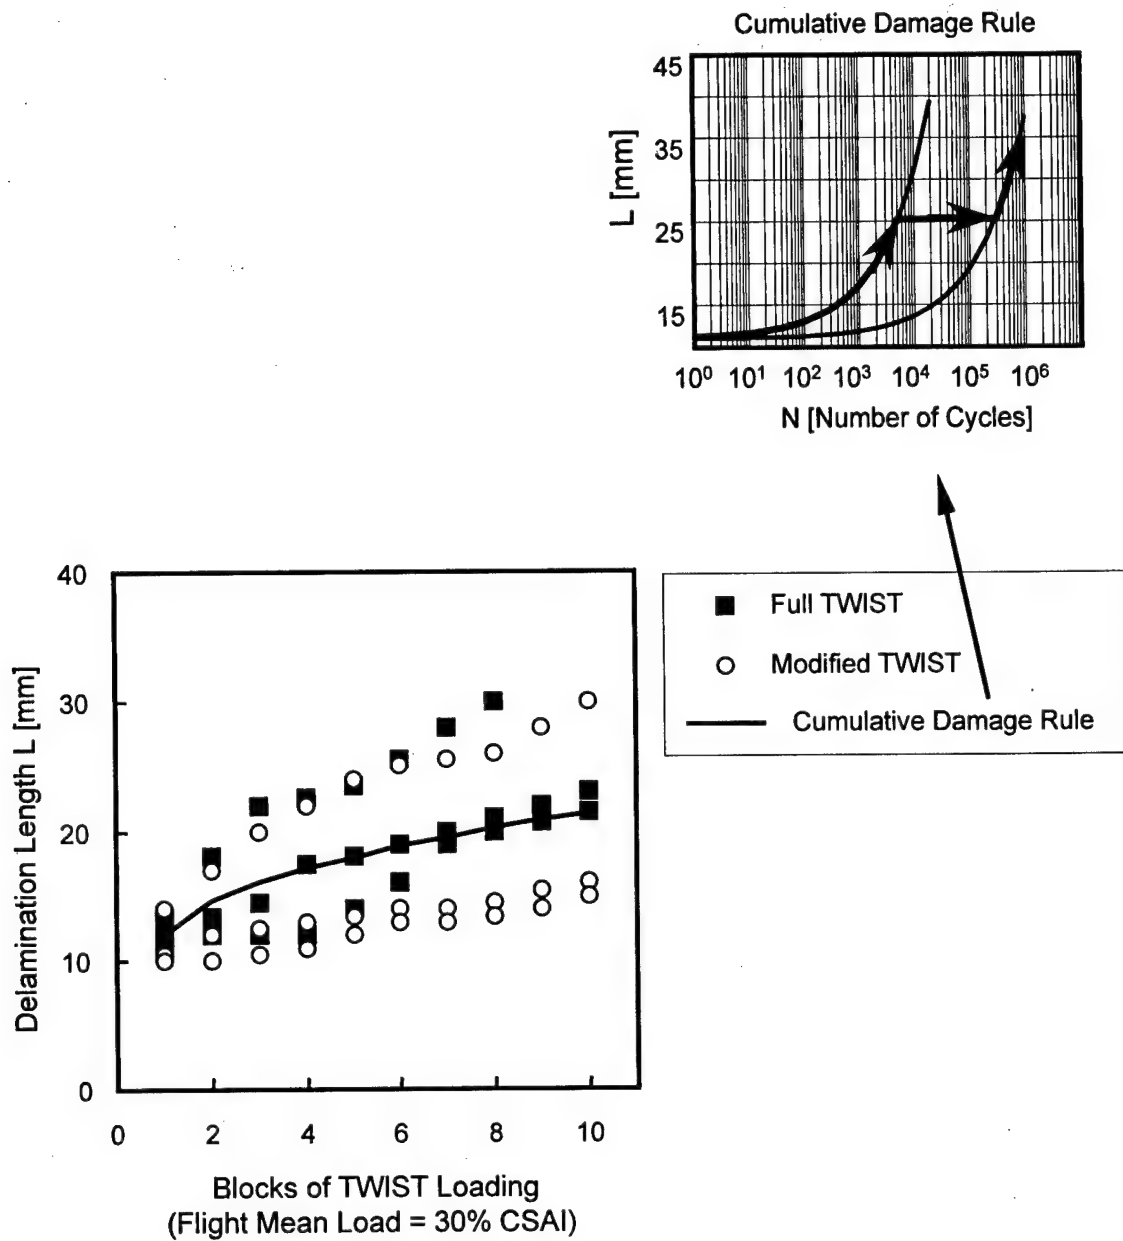 Cumulative Damage Rule
45
35
25
15
L [mm]
10⁰ 10¹ 10² 10³ 10⁴ 10⁵ 10⁶
N [Number of Cycles]
40
30
20
10
0
Delamination Length L [mm]
0 2 4 6 8 10
Blocks of TWIST Loading
(Flight Mean Load = 30% CSAI)
Full TWIST
Modified TWIST
Cumulative Damage Rule